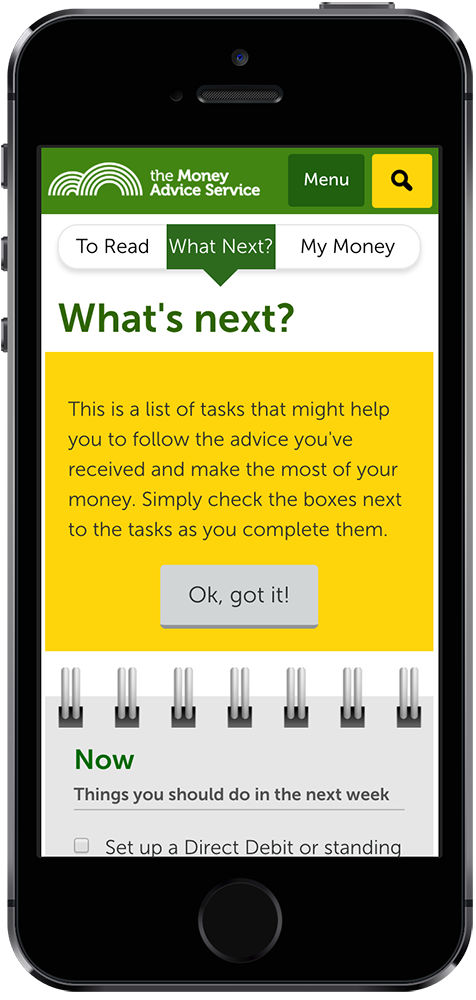 the Money
Advice Service
Menu
To Read
What Next?
My Money
What's next?
This is a list of tasks that might help
you to follow the advice you've
received and make the most of your
money. Simply check the boxes next
to the tasks as you complete them.
Ok, got it!
Now
Things you should do in the next week
Set up a Direct Debit or standing